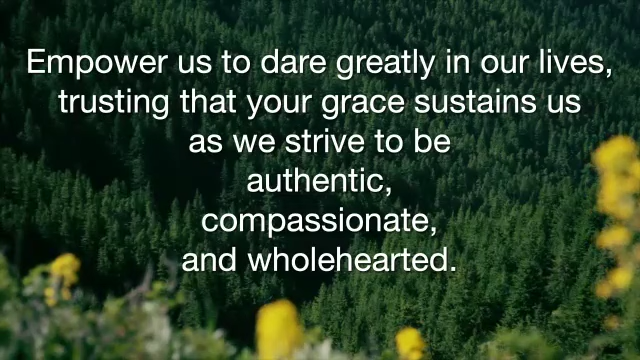 Empower us to dare greatly in our lives,
trusting that your grace sustains us
as we strive to be
authentic,
compassionate,
and wholehearted.